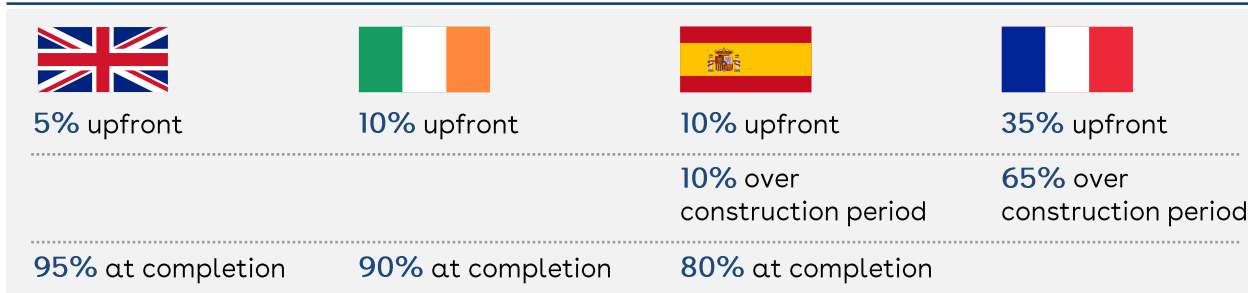 5% upfront
10% upfront
10% upfront
35% upfront
10% over
construction period
65% over
construction period
95% at completion
90% at completion
80% at completion